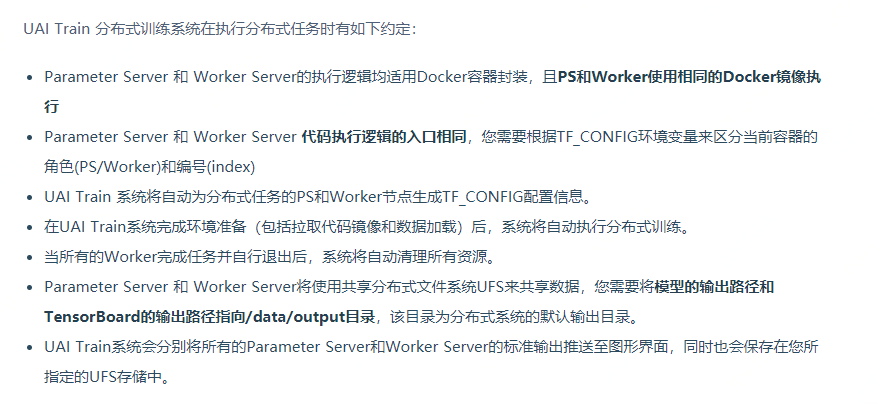 UAI Train 分布式训练系统在执行分布式任务时有如下约定：
Parameter Server 和 Worker Server的执行逻辑均适用Docker容器封装，且PS和Worker使用相同的Docker镜像执
行
Parameter Server 和 Worker Server 代码执行逻辑的入口相同，您需要根据TF_CONFIG环境变量来区分当前容器的
角色(PS/Worker)和编号(index)
UAI Train 系统将自动为分布式任务的PS和Worker节点生成TF_CONFIG配置信息。
在UAI Train系统完成环境准备（包括拉取代码镜像和数据加载）后，系统将自动执行分布式训练。
当所有的Worker完成任务并自行退出后，系统将自动清理所有资源。
Parameter Server 和 Worker Server将使用共享分布式文件系统UFS来共享数据，您需要将模型的输出路径和
TensorBoard的输出路径指向/data/output目录，该目录为分布式系统的默认输出目录。
UAI Train系统会分别将所有的Parameter Server和Worker Server的标准输出推送至图形界面，同时也会保存在您所
指定的UFS存储中。